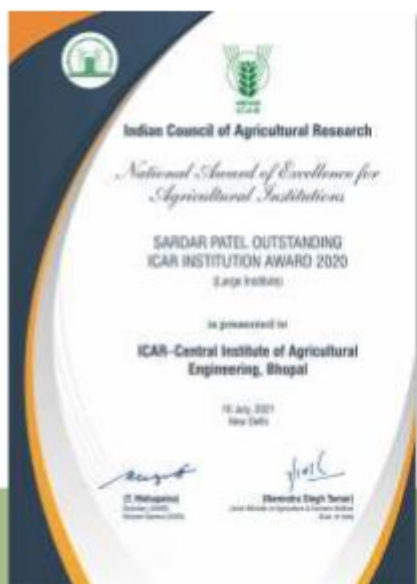 Indian Council of Agricultural Research
National Award of Excellence for
Agricultural Institutions
SARDAR PATEL OUTSTANDING
ICAR INSTITUTION AWARD 2020
(Large Institute)
is presented to
ICAR-Central Institute of Agricultural
Engineering, Bhopal
16 July, 2021
New Delhi
(T. Mohapatra)
(Narendra Singh Tomar)